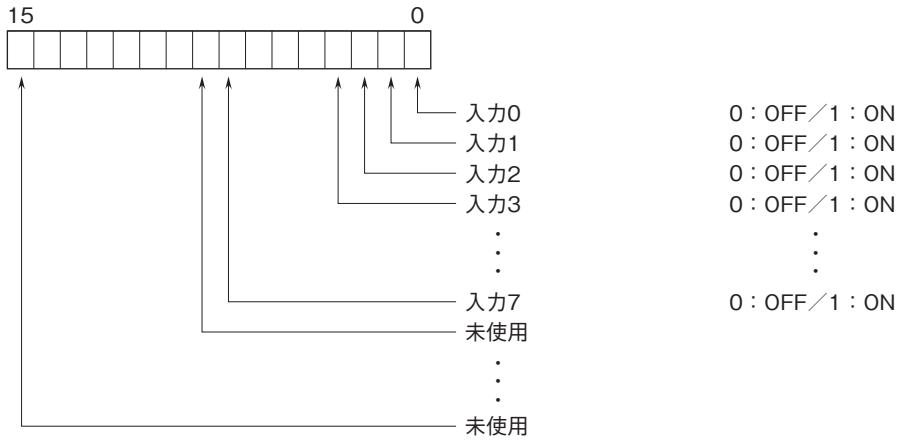 15 0
入力0 0：OFF／1：ON
入力1 0：OFF／1：ON
入力2 0：OFF／1：ON
入力3 0：OFF／1：ON
・ ・
・ ・
・ ・
入力7 0：OFF／1：ON
未使用
・
・
・
未使用